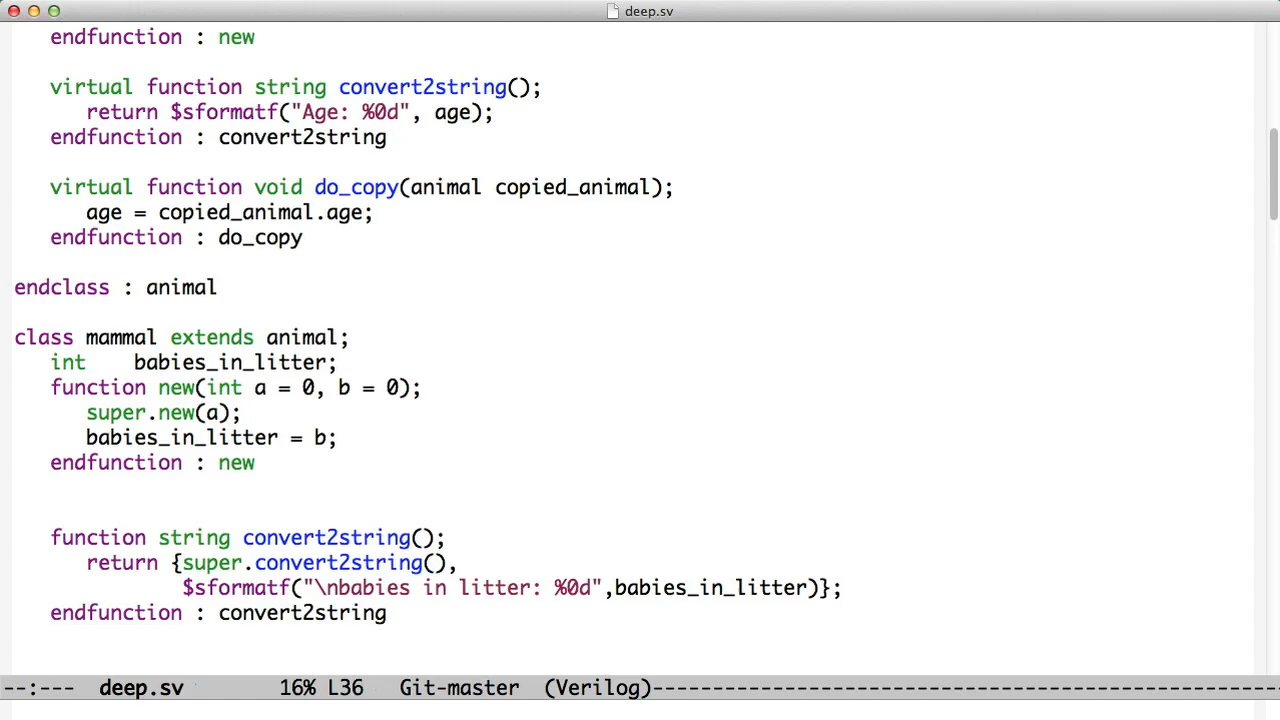 deep.sv
endfunction : new
virtual function string convert2string();
return $sformatf("Age: %0d", age);
endfunction : convert2string
virtual function void do_copy(animal copied_animal);
age = copied_animal.age;
endfunction : do_copy
endclass : animal
class mammal extends animal;
int    babies_in_litter;
function new(int a = 0, b = 0);
super.new(a);
babies_in_litter = b;
endfunction : new
function string convert2string();
return {super.convert2string(),
$sformatf("\nbabies in litter: %0d",babies_in_litter)};
endfunction : convert2string
--:---  deep.sv        16% L36   Git-master  (Verilog)----------------------------------------------------